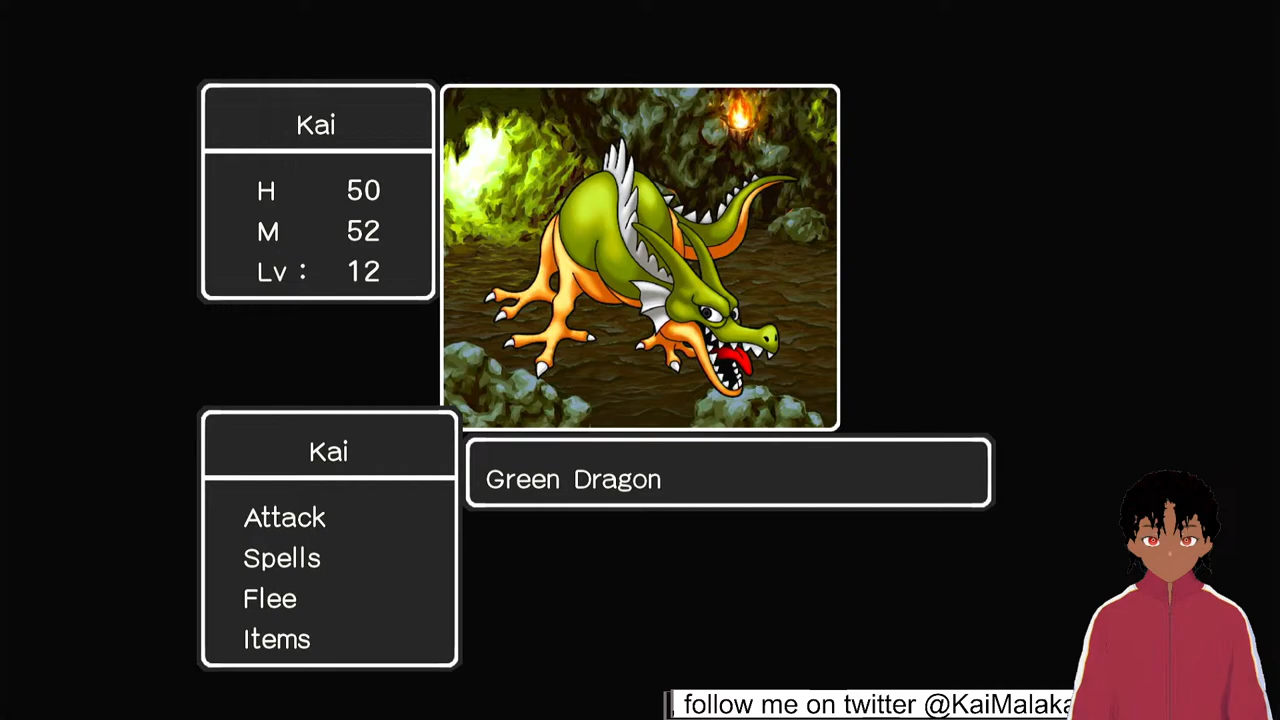 Kai
H 50
M 52
Lv : 12
Kai
Attack
Spells
Flee
Items
Green Dragon
follow me on twitter @KaiMalaka